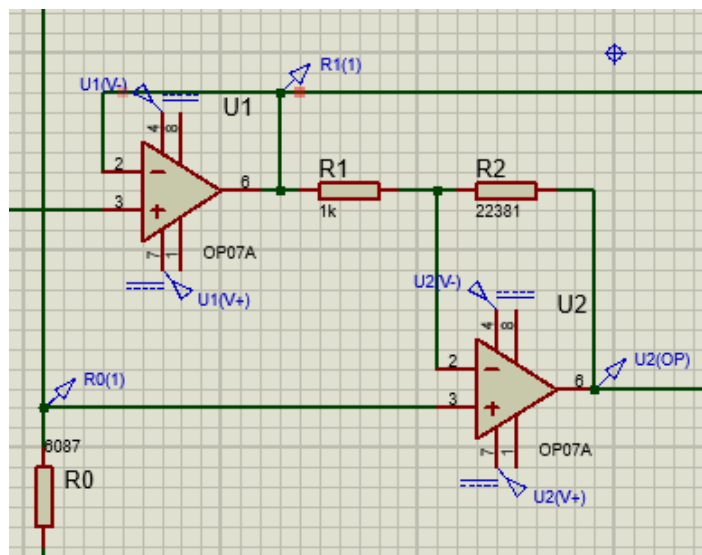 R1(1)
U1(V-)
U1
4
8
2
6
3
R1
R2
1k
22381
7
1
OP07A
U1(V+)
U2(V-)
U2
4
8
2
6
U2(OP)
3
R0(1)
7
1
OP07A
6087
R0
U2(V+)